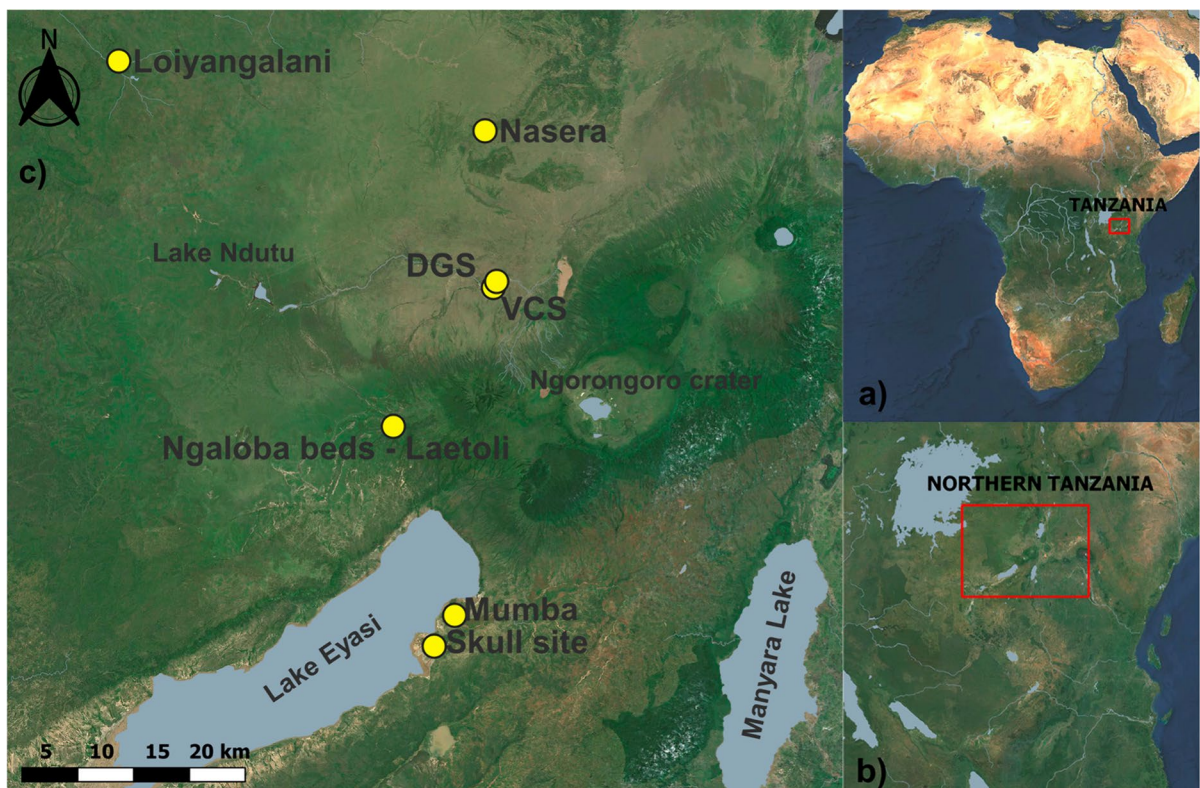 N
Loiyangalani
c)
Nasera
Lake Ndutu
DGS
VCS
Ngorongoro crater
Ngaloba beds - Laetoli
Mumba
Skull site
Lake Eyasi
Manyara Lake
5 10 15 20 km
TANZANIA
a)
NORTHERN TANZANIA
b)